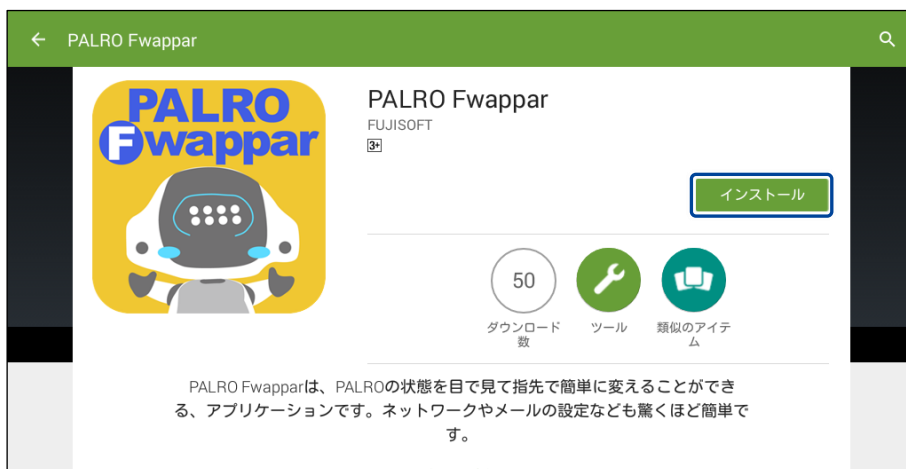 PALRO Fwappar
PALRO
Fwappar
PALRO Fwappar
FUJISOFT
3+
インストール
50
ダウンロード
数
ツール
類似のアイテ
ム
PALRO Fwapparは、PALROの状態を目で見て指先で簡単に変えることができ
る、アプリケーションです。ネットワークやメールの設定なども驚くほど簡単で
す。